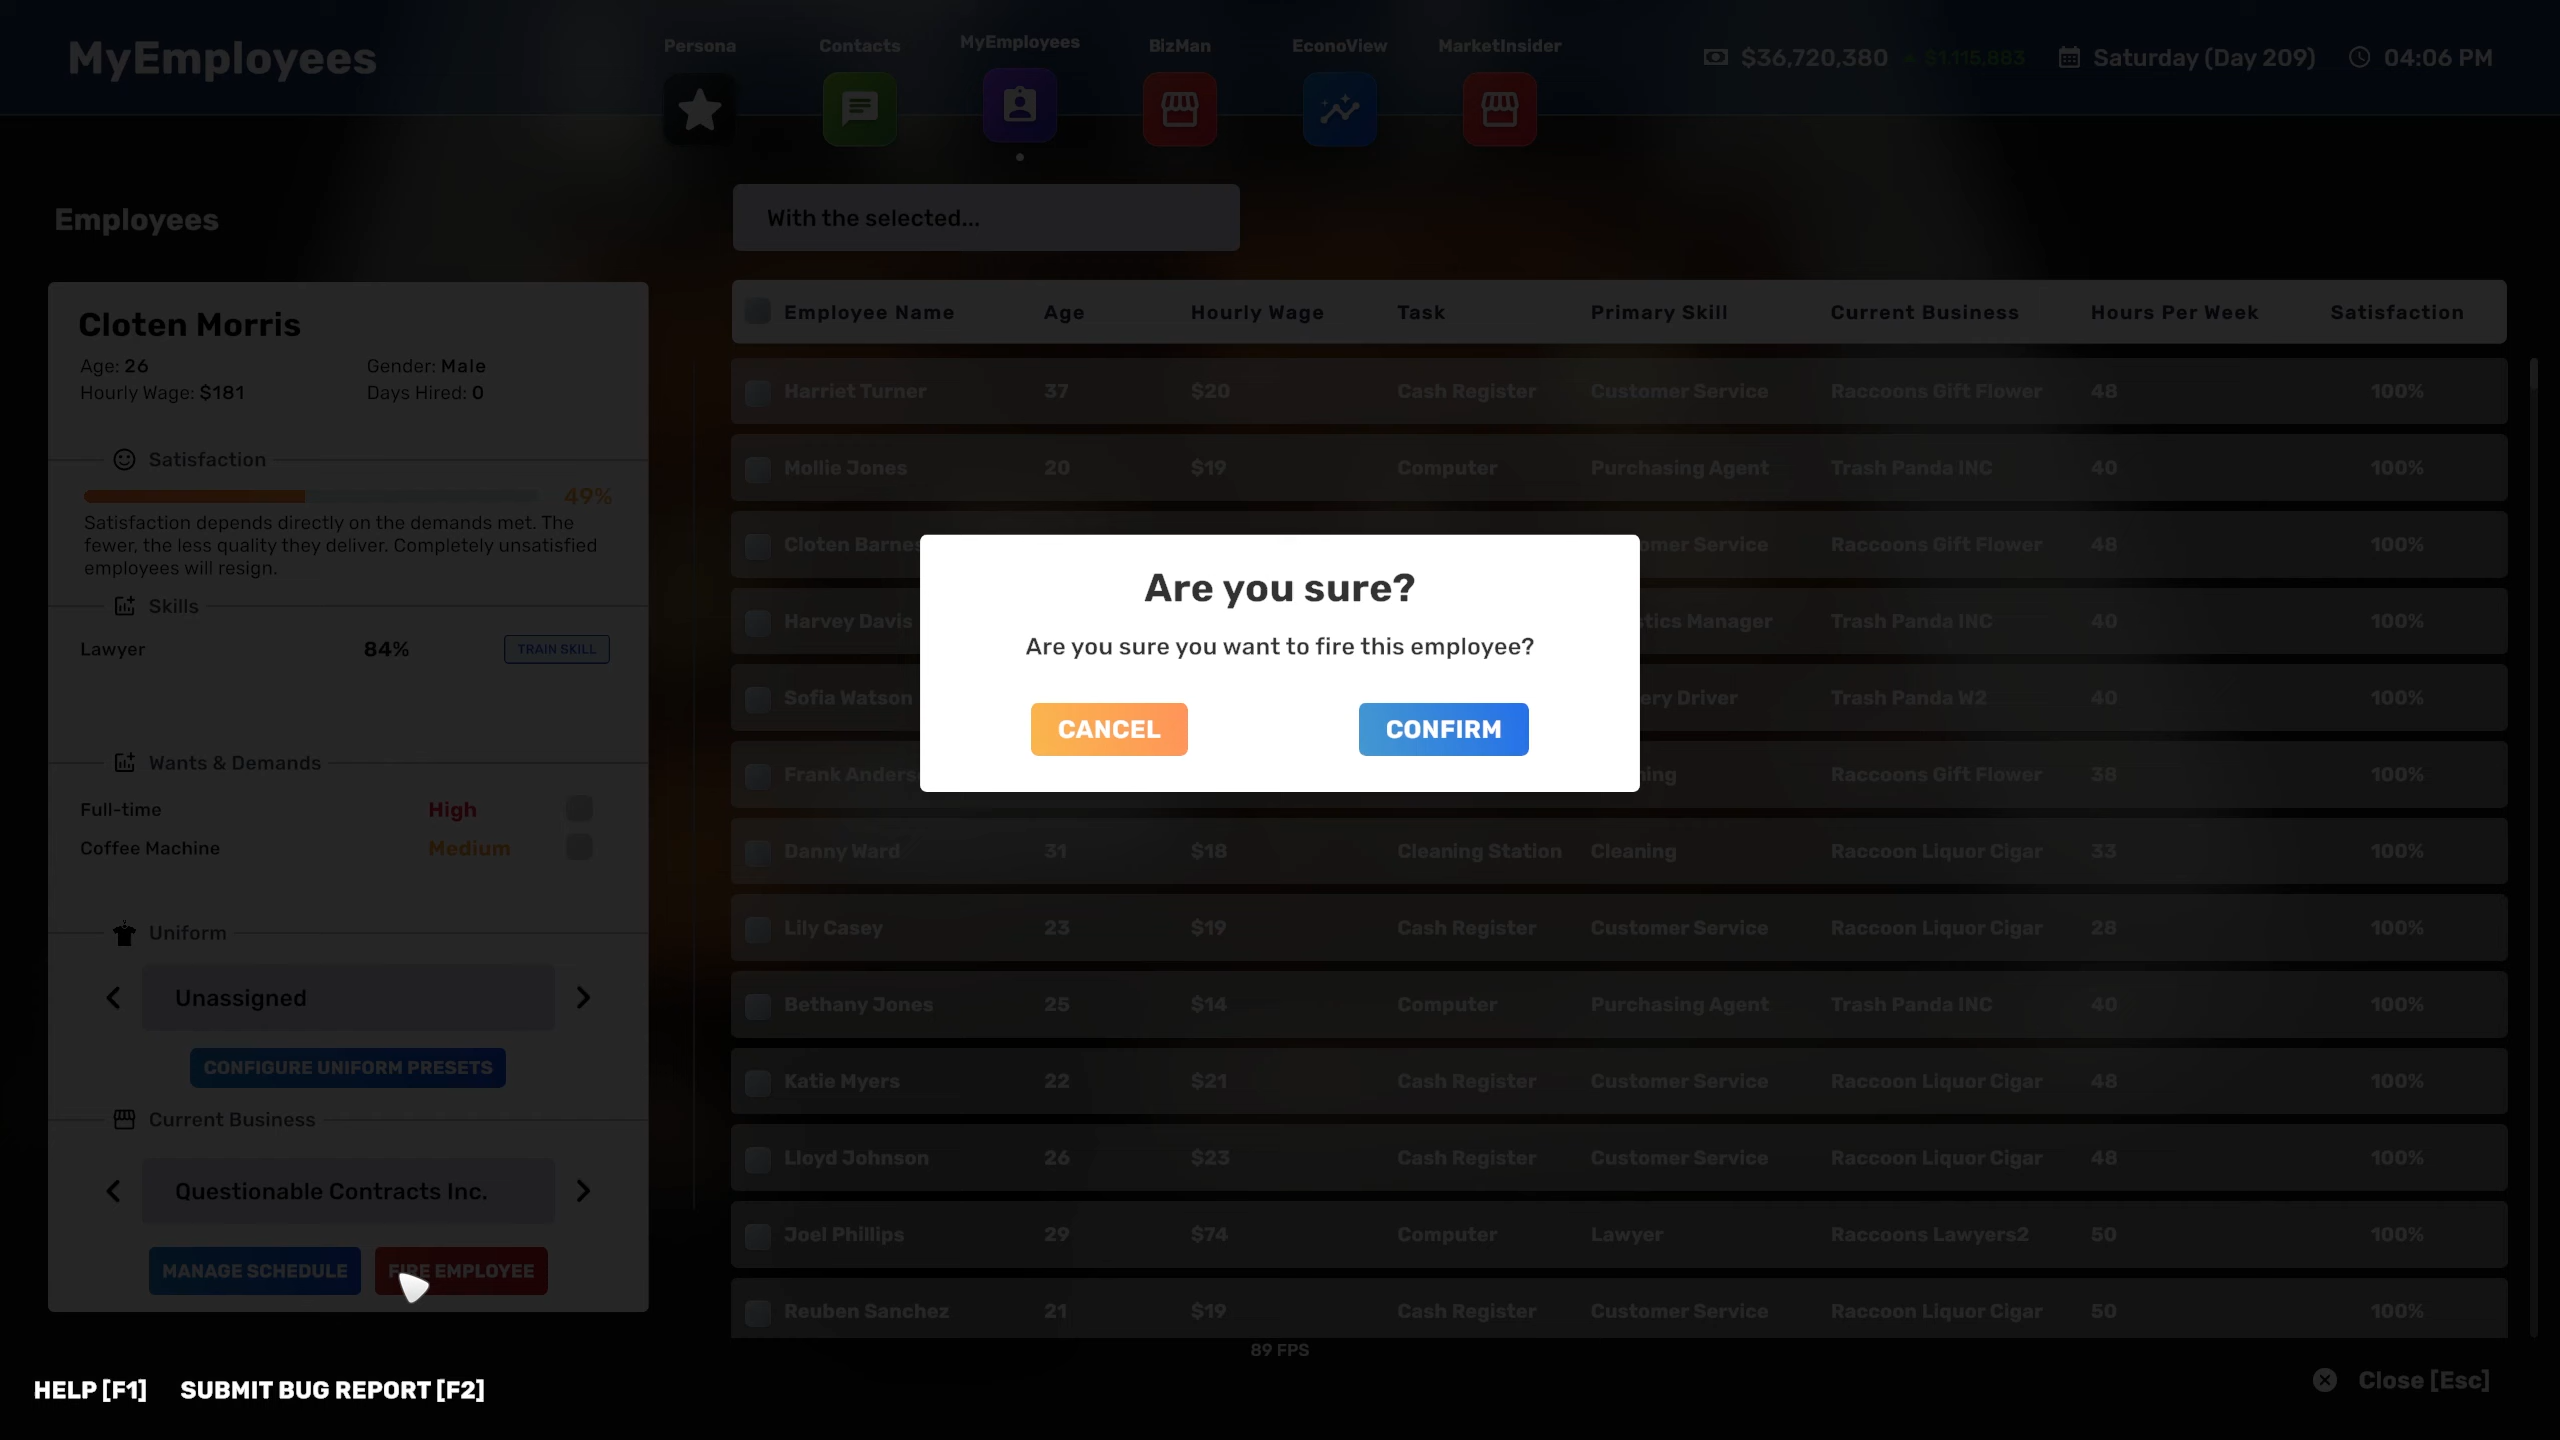 MyEmployees
Persona
Contacts
MyEmployees
BizMan
EconoView
MarketInsider
$36,720,380
$1,115,883
Saturday (Day 209)
04:06 PM
Employees
With the selected...
Cloten Morris
Age: 26
Gender: Male
Hourly Wage: $181
Days Hired: 0
Satisfaction
49%
Satisfaction depends directly on the demands met. The
fewer, the less quality they deliver. Completely unsatisfied
employees will resign.
Skills
Lawyer 84% TRAIN SKILL
Wants & Demands
Full-time High
Coffee Machine Medium
Uniform
Unassigned
CONFIGURE UNIFORM PRESETS
Current Business
Questionable Contracts Inc.
MANAGE SCHEDULE
FIRE EMPLOYEE
Employee Name Age Hourly Wage Task Primary Skill Current Business Hours Per Week Satisfaction
Harriet Turner 37 $20 Cash Register Customer Service Raccoons Gift Flower 48 100%
Mollie Jones 20 $19 Computer Purchasing Agent Trash Panda INC 40 100%
Cloten Barnes omer Service Raccoons Gift Flower 48 100%
Harvey Davis stics Manager Trash Panda INC 40 100%
Sofia Watson ery Driver Trash Panda W2 40 100%
Frank Anders ning Raccoons Gift Flower 38 100%
Danny Ward 31 $18 Cleaning Station Cleaning Raccoon Liquor Cigar 33 100%
Lily Casey 23 $19 Cash Register Customer Service Raccoon Liquor Cigar 28 100%
Bethany Jones 25 $14 Computer Purchasing Agent Trash Panda INC 40 100%
Katie Myers 22 $21 Cash Register Customer Service Raccoon Liquor Cigar 48 100%
Lloyd Johnson 26 $23 Cash Register Customer Service Raccoon Liquor Cigar 48 100%
Joel Phillips 29 $74 Computer Lawyer Raccoons Lawyers2 50 100%
Reuben Sanchez 21 $19 Cash Register Customer Service Raccoon Liquor Cigar 50 100%
Are you sure?
Are you sure you want to fire this employee?
CANCEL
CONFIRM
89 FPS
HELP [F1]
SUBMIT BUG REPORT [F2]
Close [Esc]